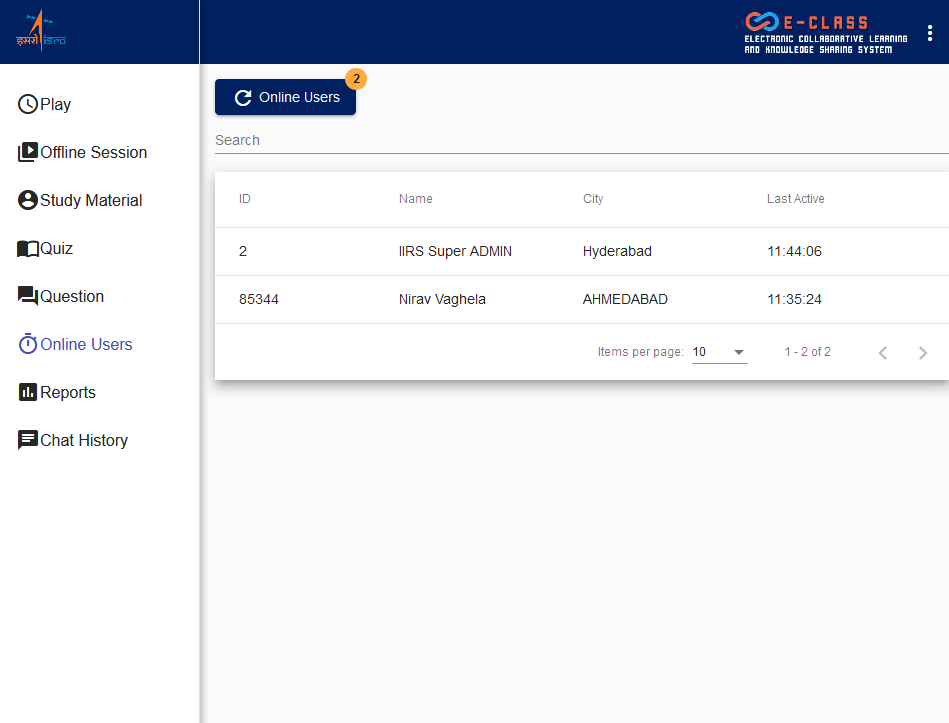 इसरो isro
E-CLASS
ELECTRONIC COLLABORATIVE LEARNING
AND KNOWLEDGE SHARING SYSTEM
Play
Offline Session
Study Material
Quiz
Question
Online Users
Reports
Chat History
Online Users 2
Search
ID Name City Last Active
2 IIRS Super ADMIN Hyderabad 11:44:06
85344 Nirav Vaghela AHMEDABAD 11:35:24
Items per page: 10 1 - 2 of 2